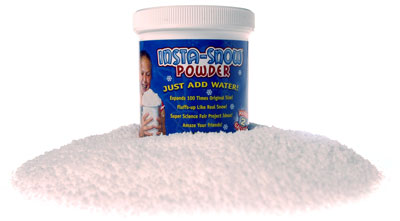 INSTA-SNOW
POWDER
JUST ADD WATER!
Expands 100 Times Original Size!
Fluffs-up Like Real Snow!
Super Science Fair Project Ideas!
Amaze Your Friends!